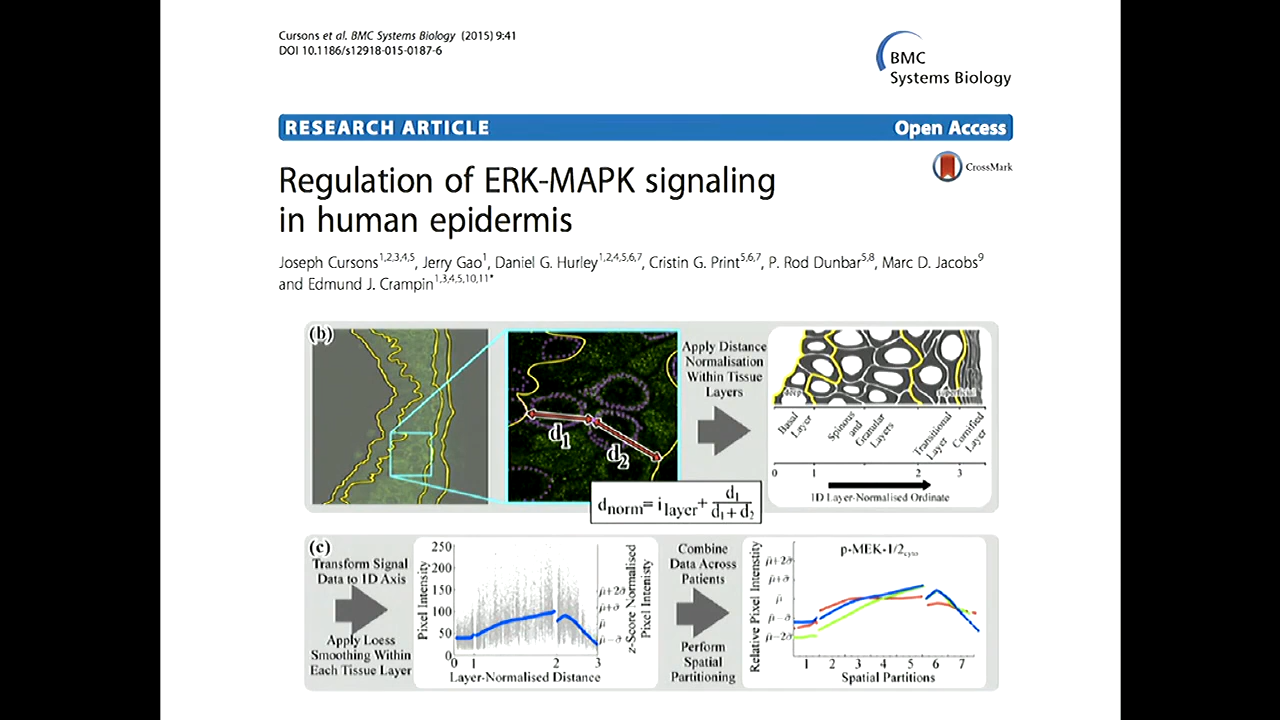 Cursons et al. BMC Systems Biology (2015) 9:41
DOI 10.1186/s12918-015-0187-6
BMC
Systems Biology
RESEARCH ARTICLE
Open Access
CrossMark
Regulation of ERK-MAPK signaling
in human epidermis
Joseph Cursons1,2,3,4,5, Jerry Gao1, Daniel G. Hurley1,2,4,5,6,7, Cristin G. Print5,6,7, P. Rod Dunbar5,8, Marc D. Jacobs9
and Edmund J. Crampin1,3,4,5,10,11*
(b)
d1
d2
dnorm= ilayer+ d1/d1+d2
Apply Distance
Normalisation
Within Tissue
Layers
deep
superficial
Basal
Layer
Spinous
and
Granular
Layers
Transitional
Layer
Cornified
Layer
0 1 2 3
1D Layer-Normalised Ordinate
(c)
Transform Signal
Data to 1D Axis
Apply Loess
Smoothing Within
Each Tissue Layer
Pixel Intensity
250
200
150
100
50
0 1 2 3
Layer-Normalised Distance
μ̂+2σ̂
μ̂+σ̂
μ̂
μ̂-σ̂
z-Score Normalised
Pixel Intenisty
Combine
Data Across
Patients
Perform
Spatial
Partitioning
Relative Pixel Intenstity
μ̂+2σ̂
μ̂+σ̂
μ̂
μ̂-σ̂
μ̂-2σ̂
p-MEK-1/2cyto
1 2 3 4 5 6 7
Spatial Partitions